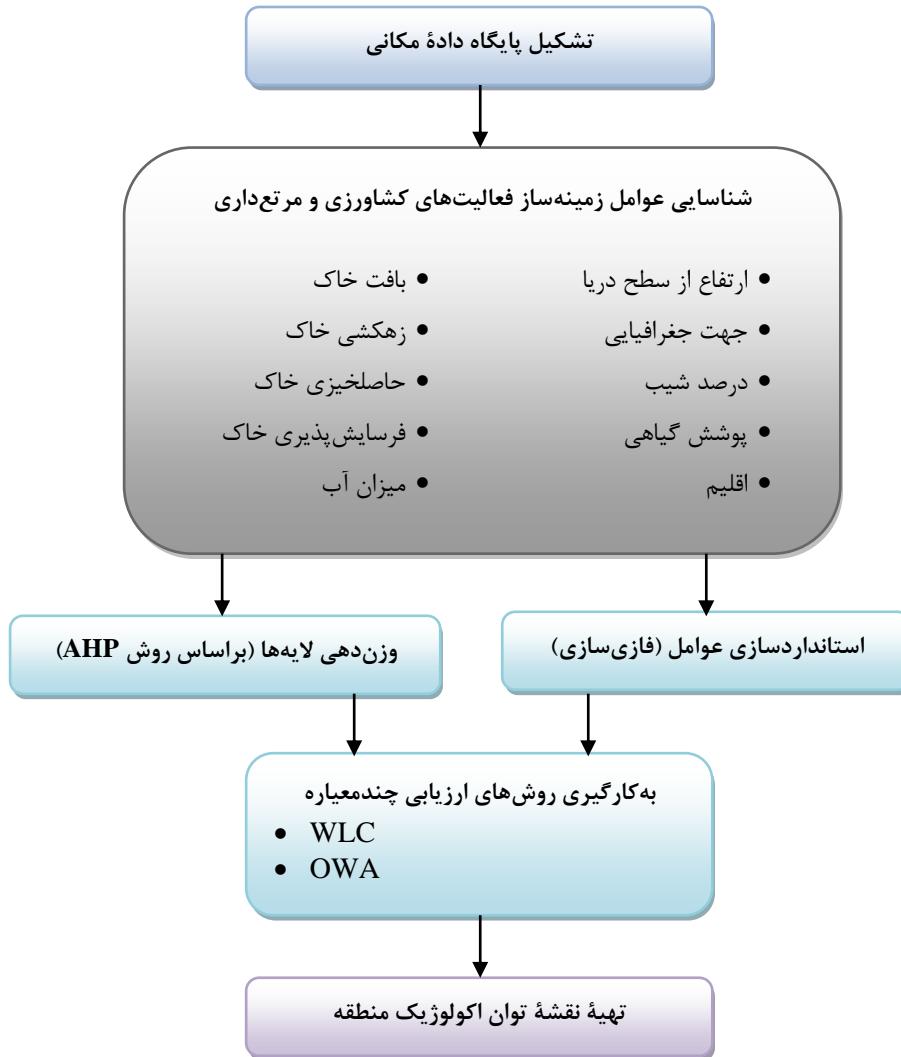 تشکیل پایگاه دادهٔ مکانی
شناسایی عوامل زمینه‌ساز فعالیت‌های کشاورزی و مرتع‌داری
• ارتفاع از سطح دریا
• جهت جغرافیایی
• درصد شیب
• پوشش گیاهی
• اقلیم
• بافت خاک
• زهکشی خاک
• حاصلخیزی خاک
• فرسایش‌پذیری خاک
• میزان آب
استانداردسازی عوامل (فازی‌سازی)
وزن‌دهی لایه‌ها (براساس روش AHP)
به‌کارگیری روش‌های ارزیابی چندمعیاره
• WLC
• OWA
تهیهٔ نقشهٔ توان اکولوژیک منطقه